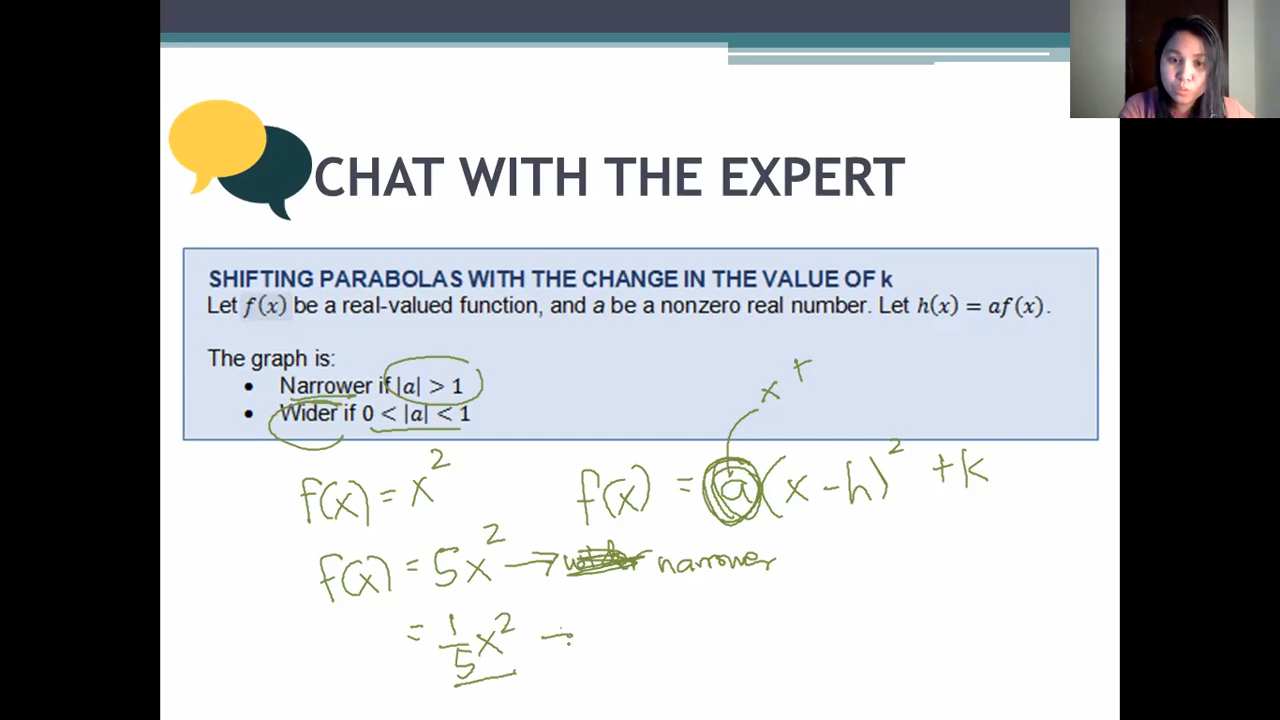 CHAT WITH THE EXPERT
SHIFTING PARABOLAS WITH THE CHANGE IN THE VALUE OF k
Let f(x) be a real-valued function, and a be a nonzero real number. Let h(x) = af(x).
The graph is:
• Narrower if |a| > 1
• Wider if 0 < |a| < 1
x +
f(x) = x²
f(x) = a(x - h)² + k
f(x) = 5x² → narrower
= 1/5 x²